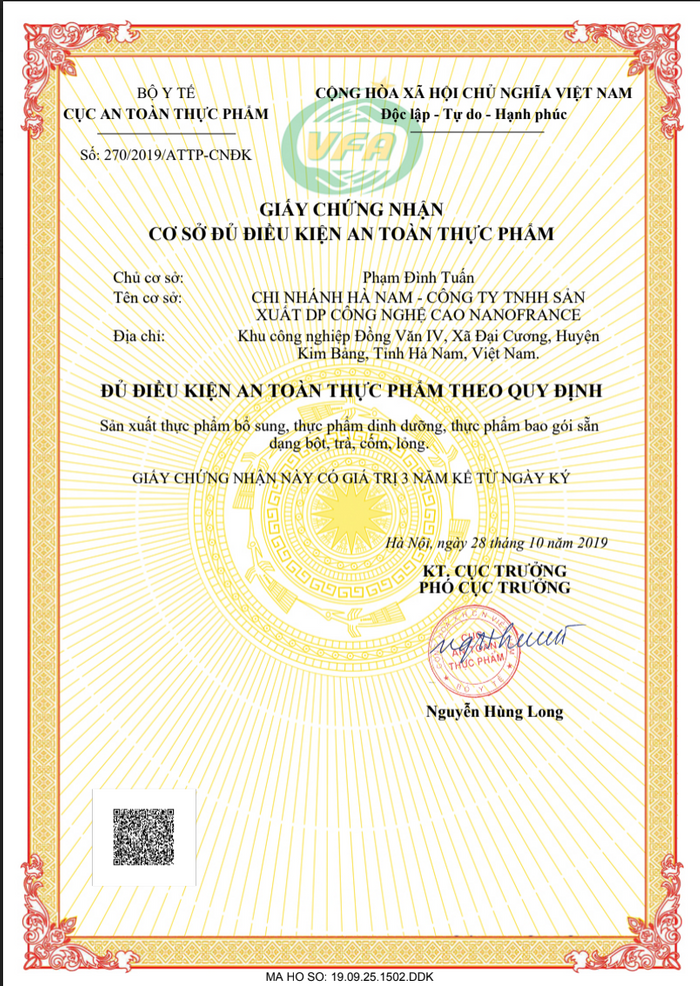 BỘ Y TẾ
CỤC AN TOÀN THỰC PHẨM
Số: 270/2019/ATTP-CNĐK
CỘNG HÒA XÃ HỘI CHỦ NGHĨA VIỆT NAM
Độc lập - Tự do - Hạnh phúc
VFA
GIẤY CHỨNG NHẬN
CƠ SỞ ĐỦ ĐIỀU KIỆN AN TOÀN THỰC PHẨM
Chủ cơ sở: Phạm Đình Tuấn
Tên cơ sở: CHI NHÁNH HÀ NAM - CÔNG TY TNHH SẢN
XUẤT DP CÔNG NGHỆ CAO NANOFRANCE
Địa chỉ: Khu công nghiệp Đồng Văn IV, Xã Đại Cương, Huyện
Kim Bảng, Tỉnh Hà Nam, Việt Nam.
ĐỦ ĐIỀU KIỆN AN TOÀN THỰC PHẨM THEO QUY ĐỊNH
Sản xuất thực phẩm bổ sung, thực phẩm dinh dưỡng, thực phẩm bao gói sẵn
dạng bột, trà, cốm, lỏng.
GIẤY CHỨNG NHẬN NÀY CÓ GIÁ TRỊ 3 NĂM KỂ TỪ NGÀY KÝ
Hà Nội, ngày 28 tháng 10 năm 2019
KT. CỤC TRƯỞNG
PHÓ CỤC TRƯỞNG
CỤC
AN TOÀN
THỰC PHẨM
BỘ Y TẾ
Nguyễn Hùng Long
MA HO SO: 19.09.25.1502.DDK